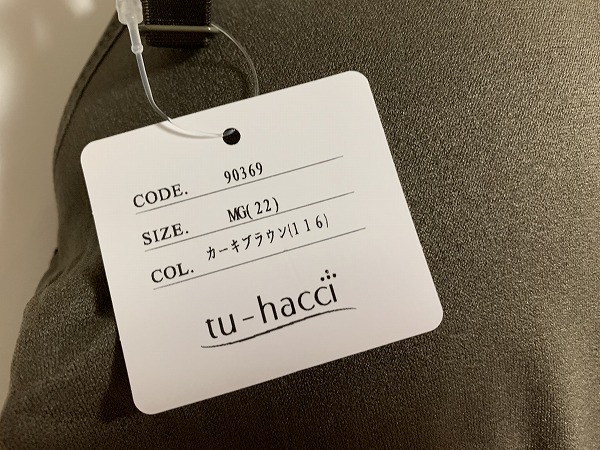 CODE. 90369
SIZE. MG(22)
COL. カーキブラウン(116)
tu-hacci